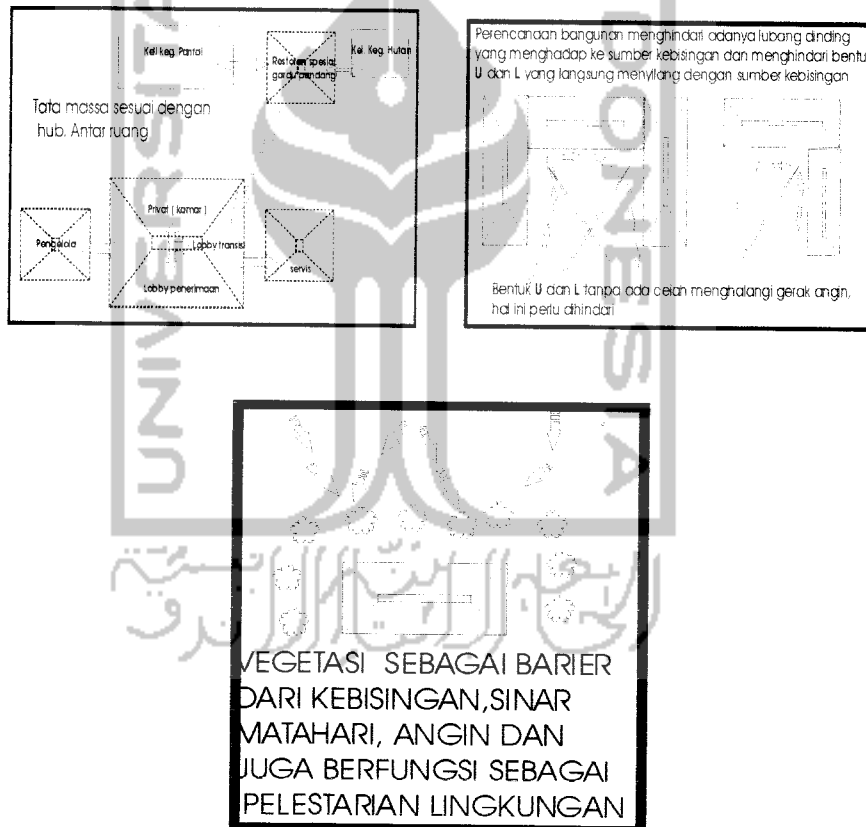 Kel keg. Pantai
Restoran spesial
gardu pandang
Kel. Keg. Hutan
Tata massa sesuai dengan
hub. Antar ruang
Privat ( kamar )
Pengelola
Lobby transisi
servis
Lobby penerimaan
Perencanaan bangunan menghindari adanya lubang dinding
yang menghadap ke sumber kebisingan dan menghindari bentu
U dan L yang langsung menyilang dengan sumber kebisingan
Bentuk U dan L tanpa ada celah menghalangi gerak angin,
hal ini perlu dihindari
VEGETASI SEBAGAI BARIER
DARI KEBISINGAN,SINAR
MATAHARI, ANGIN DAN
JUGA BERFUNGSI SEBAGAI
PELESTARIAN LINGKUNGAN